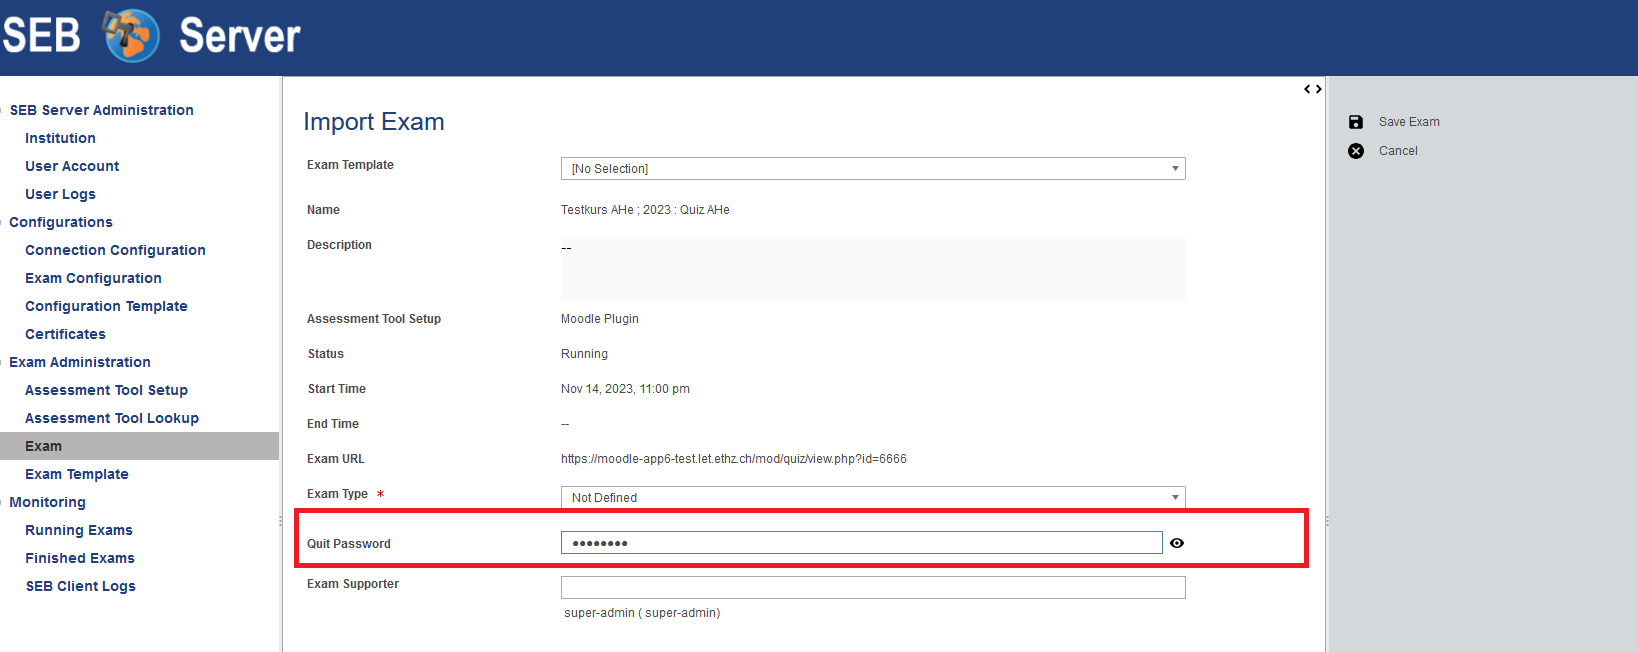 SEB Server
SEB Server Administration
Institution
User Account
User Logs
Configurations
Connection Configuration
Exam Configuration
Configuration Template
Certificates
Exam Administration
Assessment Tool Setup
Assessment Tool Lookup
Exam
Exam Template
Monitoring
Running Exams
Finished Exams
SEB Client Logs
Import Exam
Exam Template [No Selection]
Name Testkurs AHe ; 2023 : Quiz AHe
Description --
Assessment Tool Setup Moodle Plugin
Status Running
Start Time Nov 14, 2023, 11:00 pm
End Time --
Exam URL https://moodle-app6-test.let.ethz.ch/mod/quiz/view.php?id=6666
Exam Type * Not Defined
Quit Password ●●●●●●●●
Exam Supporter
super-admin ( super-admin)
Save Exam
Cancel